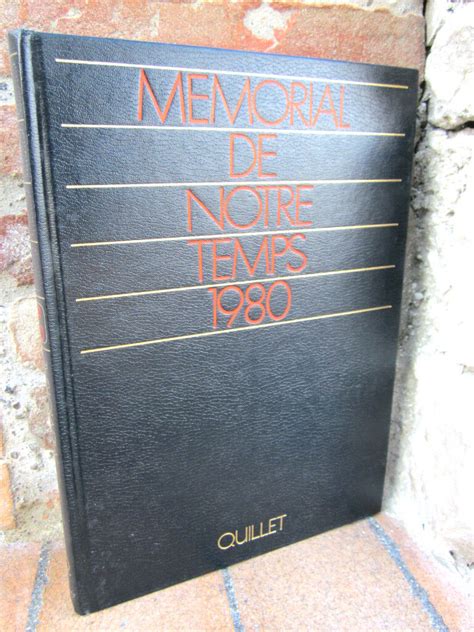 MEMORIAL
DE
NOTRE
TEMPS
1980
QUILLET